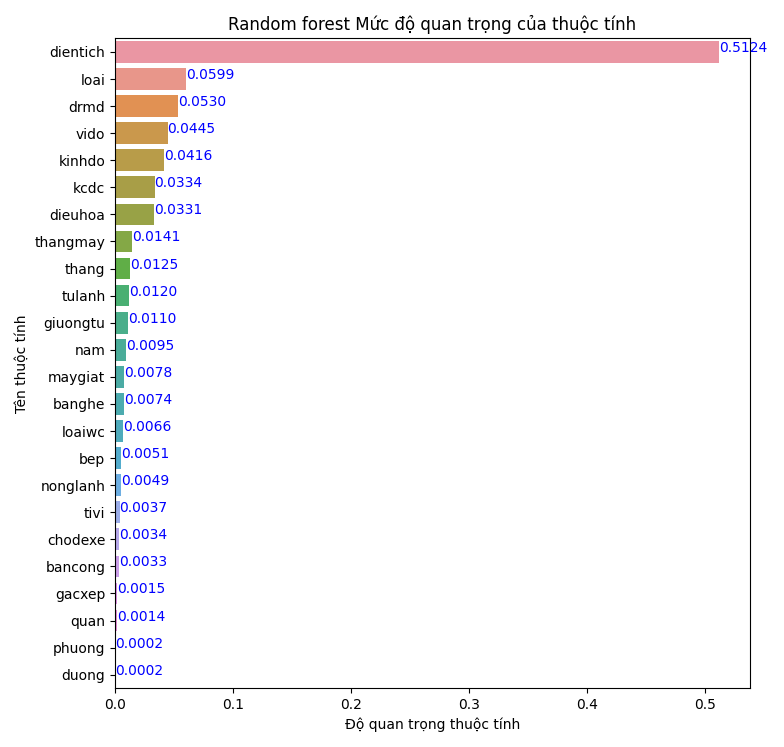 Random forest Mức độ quan trọng của thuộc tính
dientich 0.5124
loai 0.0599
drmd 0.0530
vido 0.0445
kinhdo 0.0416
kcdc 0.0334
dieuhoa 0.0331
thangmay 0.0141
thang 0.0125
tulanh 0.0120
giuongtu 0.0110
nam 0.0095
maygiat 0.0078
banghe 0.0074
loaiwc 0.0066
bep 0.0051
nonglanh 0.0049
tivi 0.0037
chodexe 0.0034
bancong 0.0033
gacxep 0.0015
quan 0.0014
phuong 0.0002
duong 0.0002
Tên thuộc tính
0.0 0.1 0.2 0.3 0.4 0.5
Độ quan trọng thuộc tính